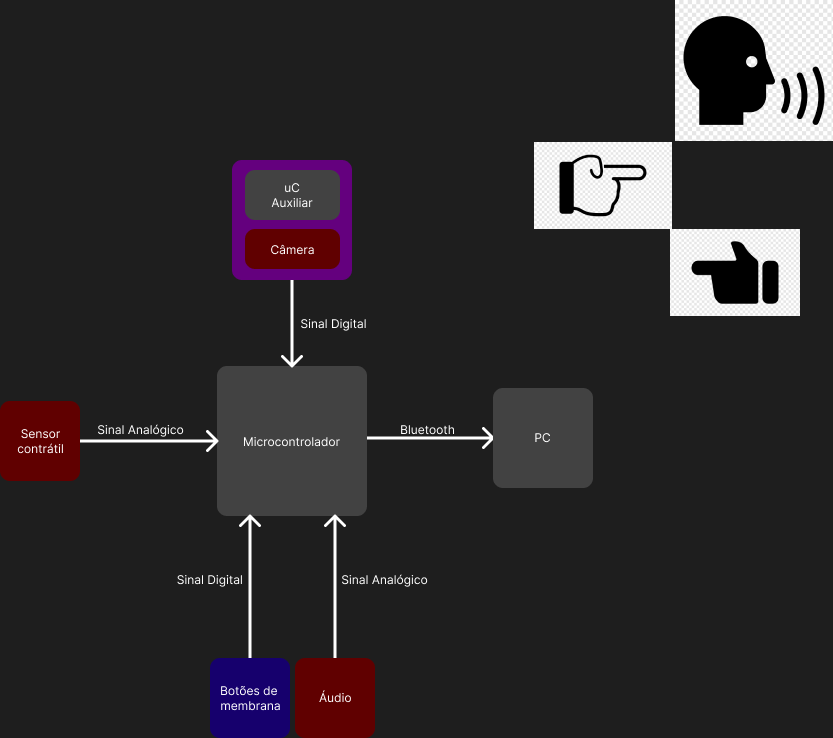 uC
Auxiliar
Câmera
Sinal Digital
Sensor
contrátil
Sinal Analógico
Microcontrolador
Bluetooth
PC
Sinal Digital
Sinal Analógico
Botões de
membrana
Áudio